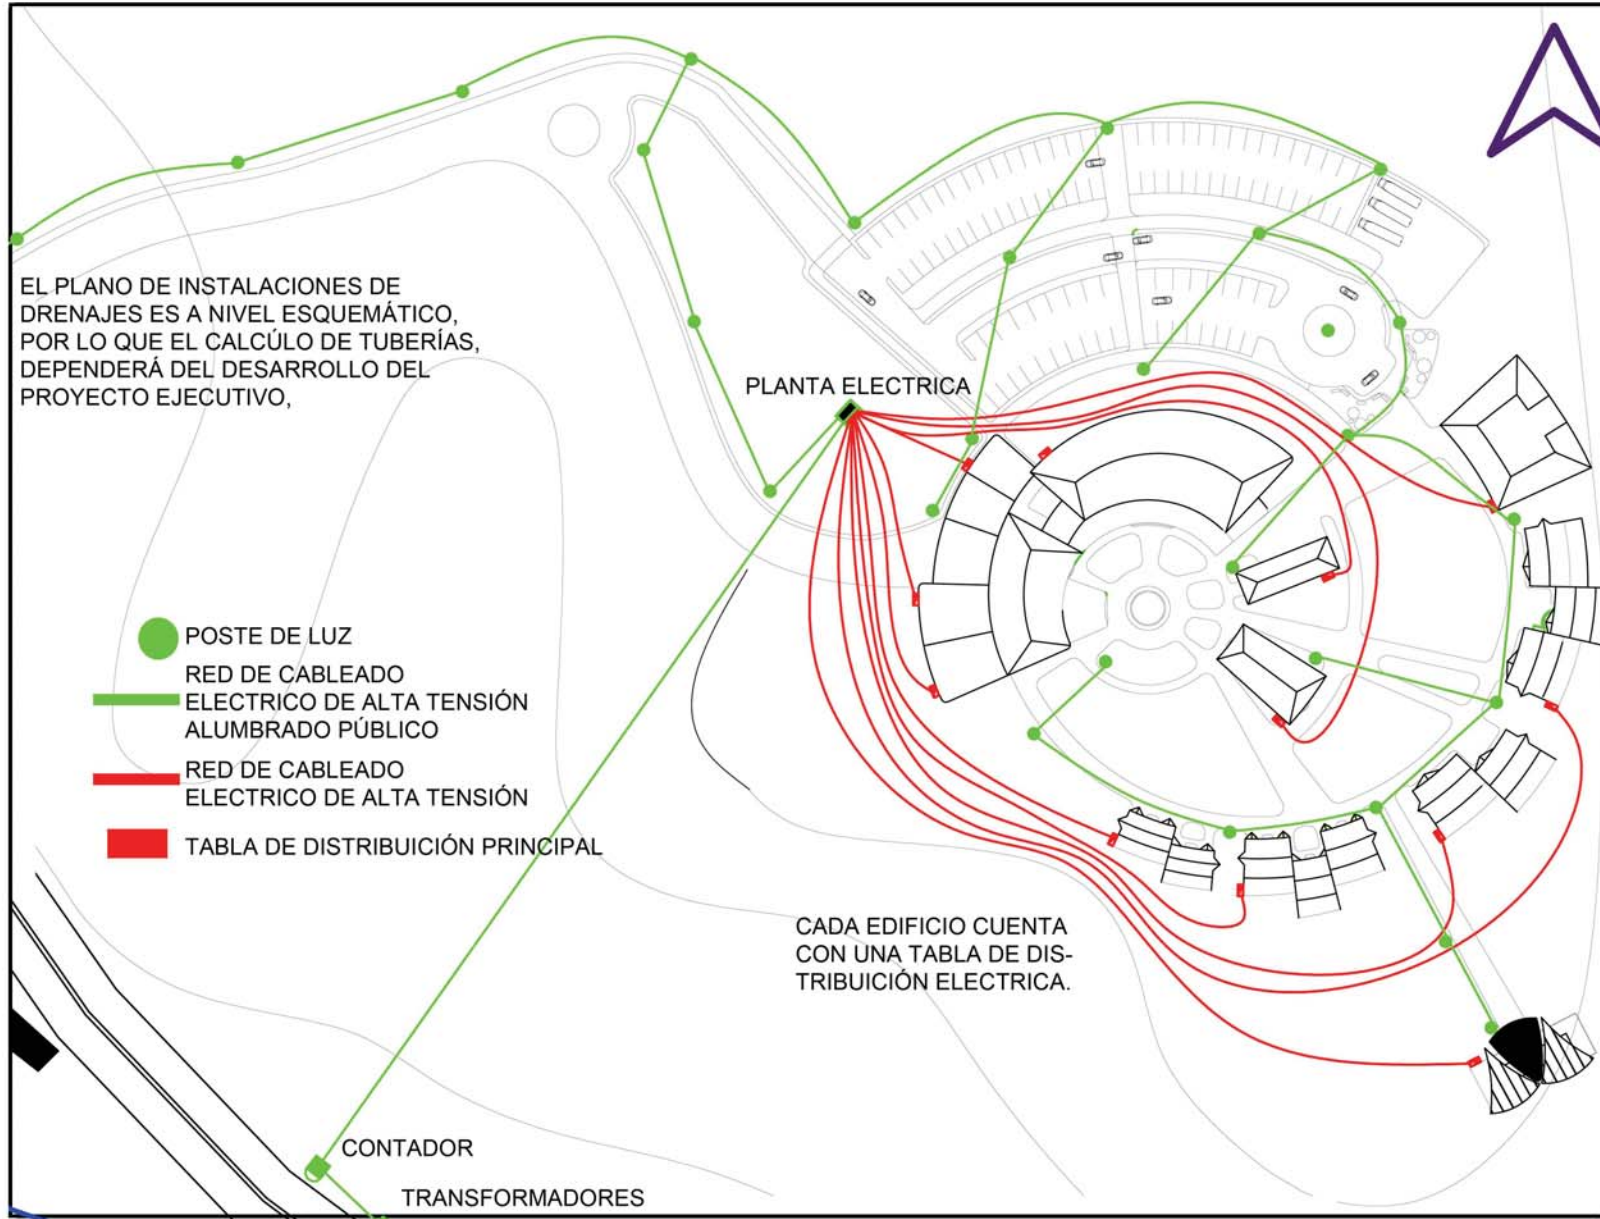 EL PLANO DE INSTALACIONES DE
DRENAJES ES A NIVEL ESQUEMÁTICO,
POR LO QUE EL CALCÚLO DE TUBERÍAS,
DEPENDERÁ DEL DESARROLLO DEL
PROYECTO EJECUTIVO,
PLANTA ELECTRICA
POSTE DE LUZ
RED DE CABLEADO
ELECTRICO DE ALTA TENSIÓN
ALUMBRADO PÚBLICO
RED DE CABLEADO
ELECTRICO DE ALTA TENSIÓN
TABLA DE DISTRIBUICIÓN PRINCIPAL
CADA EDIFICIO CUENTA
CON UNA TABLA DE DIS-
TRIBUICIÓN ELECTRICA.
CONTADOR
TRANSFORMADORES